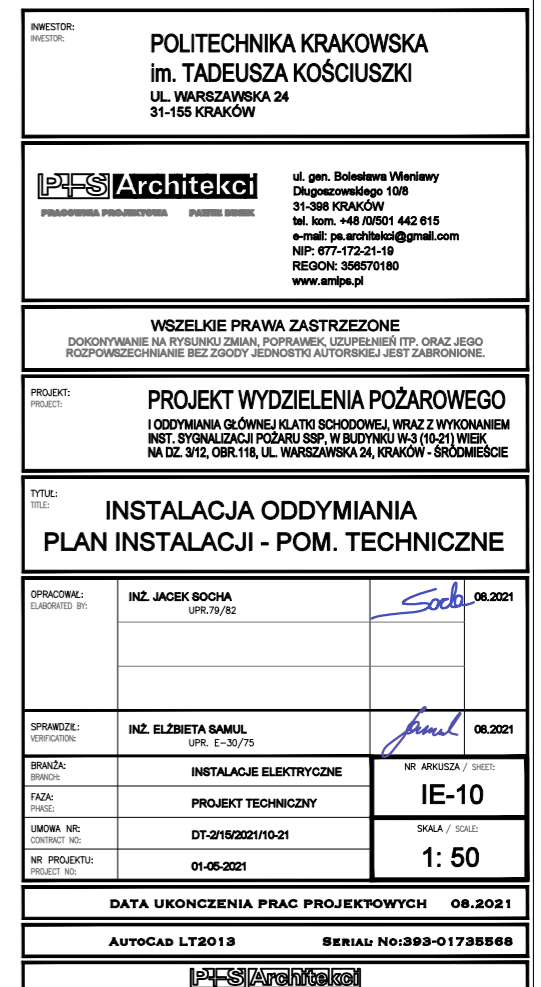 INWESTOR:
INVESTOR:
POLITECHNIKA KRAKOWSKA
im. TADEUSZA KOŚCIUSZKI
UL. WARSZAWSKA 24
31-155 KRAKÓW
P+S Architekci
PRACOWNIA PROJEKTOWA PAWEŁ
ul. gen. Bolesława Wieniawy
Długoszowskiego 10/8
31-398 KRAKÓW
tel. kom. +48 /0/501 442 615
e-mail: ps.architekci@gmail.com
NIP: 677-172-21-19
REGON: 356570180
www.amips.pl
WSZELKIE PRAWA ZASTRZEZONE
DOKONYWANIE NA RYSUNKU ZMIAN, POPRAWEK, UZUPEŁNIEŃ ITP. ORAZ JEGO
ROZPOWSZECHNIANIE BEZ ZGODY JEDNOSTKI AUTORSKIEJ JEST ZABRONIONE.
PROJEKT:
PROJECT:
PROJEKT WYDZIELENIA POŻAROWEGO
I ODDYMIANIA GŁÓWNEJ KLATKI SCHODOWEJ, WRAZ Z WYKONANIEM
INST. SYGNALIZACJI POŻARU SSP, W BUDYNKU W-3 (10-21) WIEIK
NA DZ. 3/12, OBR.118, UL. WARSZAWSKA 24, KRAKÓW - ŚRÓDMIEŚCIE
TYTUŁ:
TITLE:
INSTALACJA ODDYMIANIA
PLAN INSTALACJI - POM. TECHNICZNE
OPRACOWAŁ:
ELABORATED BY:
INŻ. JACEK SOCHA
UPR.79/82
Socha
08.2021
SPRAWDZIŁ:
VERIFICATION:
INŻ. ELŻBIETA SAMUL
UPR. E-30/75
Samul
08.2021
BRANŻA:
BRANCH:
INSTALACJE ELEKTRYCZNE
FAZA:
PHASE:
PROJEKT TECHNICZNY
UMOWA NR:
CONTRACT NO:
DT-2/15/2021/10-21
NR PROJEKTU:
PROJECT NO:
01-05-2021
NR ARKUSZA / SHEET:
IE-10
SKALA / SCALE:
1: 50
DATA UKONCZENIA PRAC PROJEKTOWYCH 08.2021
AUTOCAD LT2013 SERIAL No:393-01735568
P+S Architekci